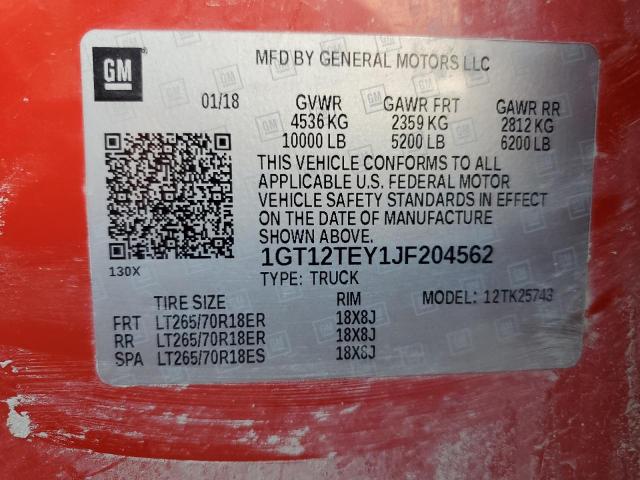 GM
MFD BY GENERAL MOTORS LLC
01/18 GVWR GAWR FRT GAWR RR
4536 KG 2359 KG 2812 KG
10000 LB 5200 LB 6200 LB
THIS VEHICLE CONFORMS TO ALL
APPLICABLE U.S. FEDERAL MOTOR
VEHICLE SAFETY STANDARDS IN EFFECT
ON THE DATE OF MANUFACTURE
SHOWN ABOVE.
1GT12TEY1JF204562
130X TYPE: TRUCK
TIRE SIZE RIM MODEL: 12TK25743
FRT LT265/70R18ER 18X8J
RR LT265/70R18ER 18X8J
SPA LT265/70R18ES 18X8J